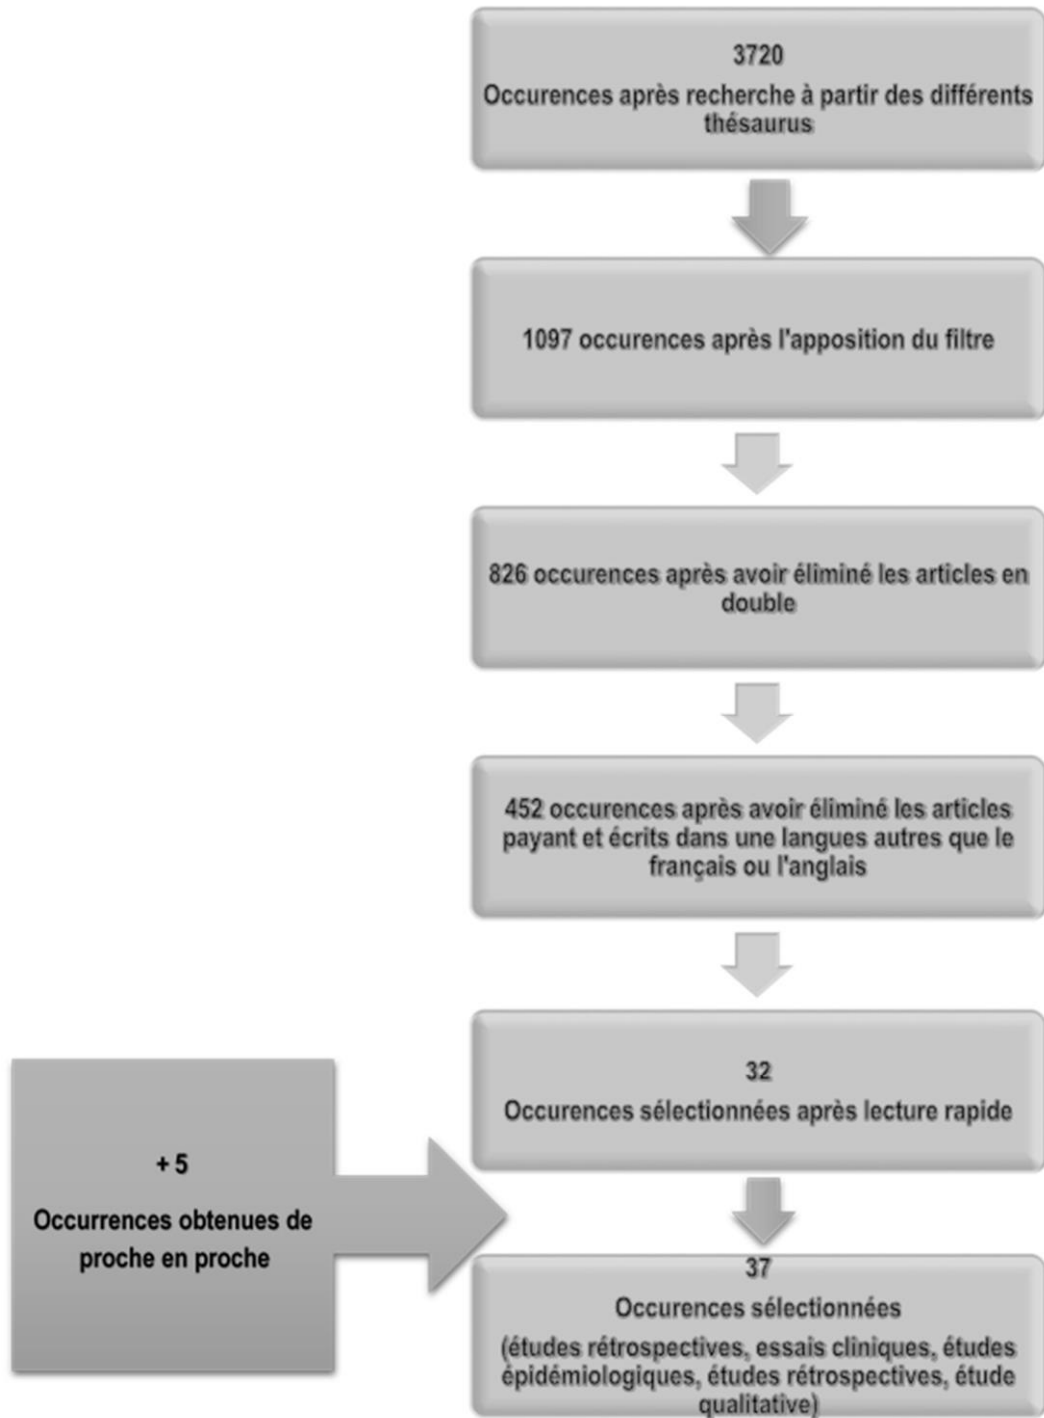 3720
Occurences après recherche à partir des différents
thésaurus
1097 occurences après l'apposition du filtre
826 occurences après avoir éliminé les articles en
double
452 occurences après avoir éliminé les articles
payant et écrits dans une langues autres que le
français ou l'anglais
32
Occurences sélectionnées après lecture rapide
+ 5
Occurrences obtenues de
proche en proche
37
Occurences sélectionnées
(études rétrospectives, essais cliniques, études
épidémiologiques, études rétrospectives, étude
qualitative)